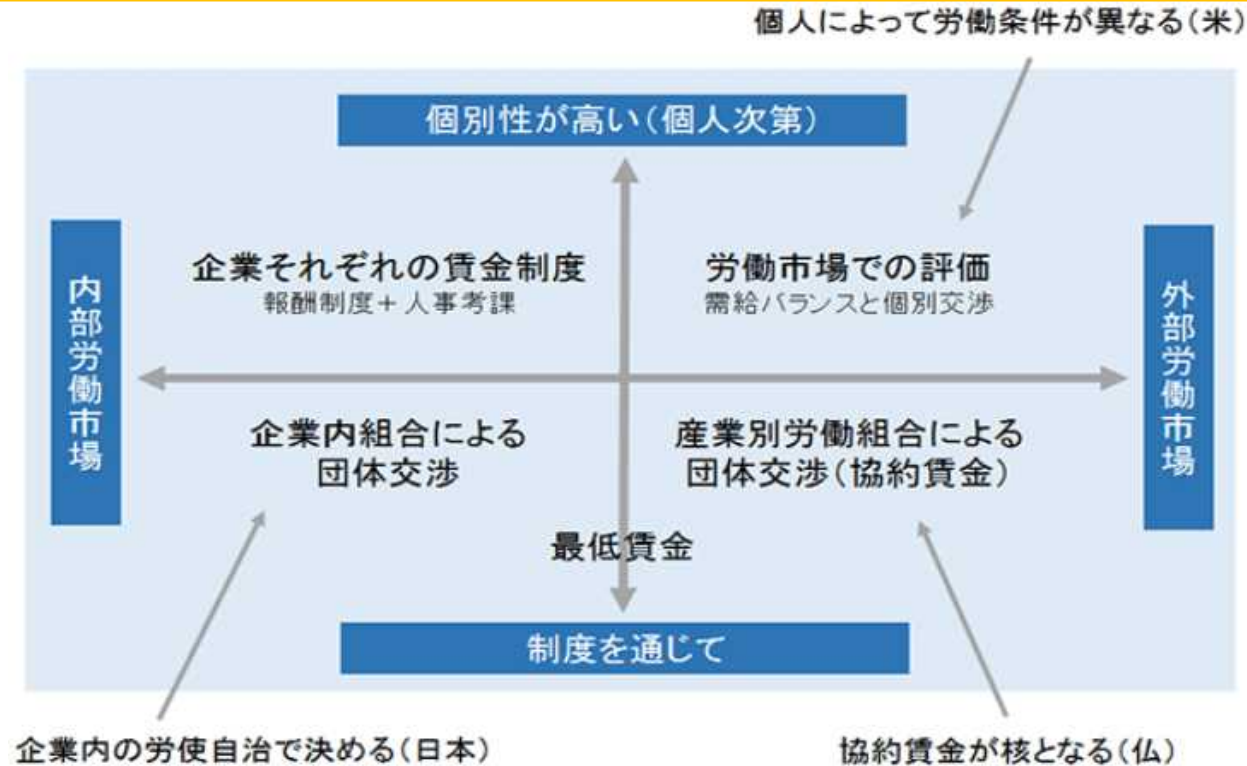 個人によって労働条件が異なる(米)
個別性が高い(個人次第)
内部労働市場
企業それぞれの賃金制度
報酬制度+人事考課
労働市場での評価
需給バランスと個別交渉
外部労働市場
企業内組合による
団体交渉
産業別労働組合による
団体交渉(協約賃金)
最低賃金
制度を通じて
企業内の労使自治で決める(日本)
協約賃金が核となる(仏)